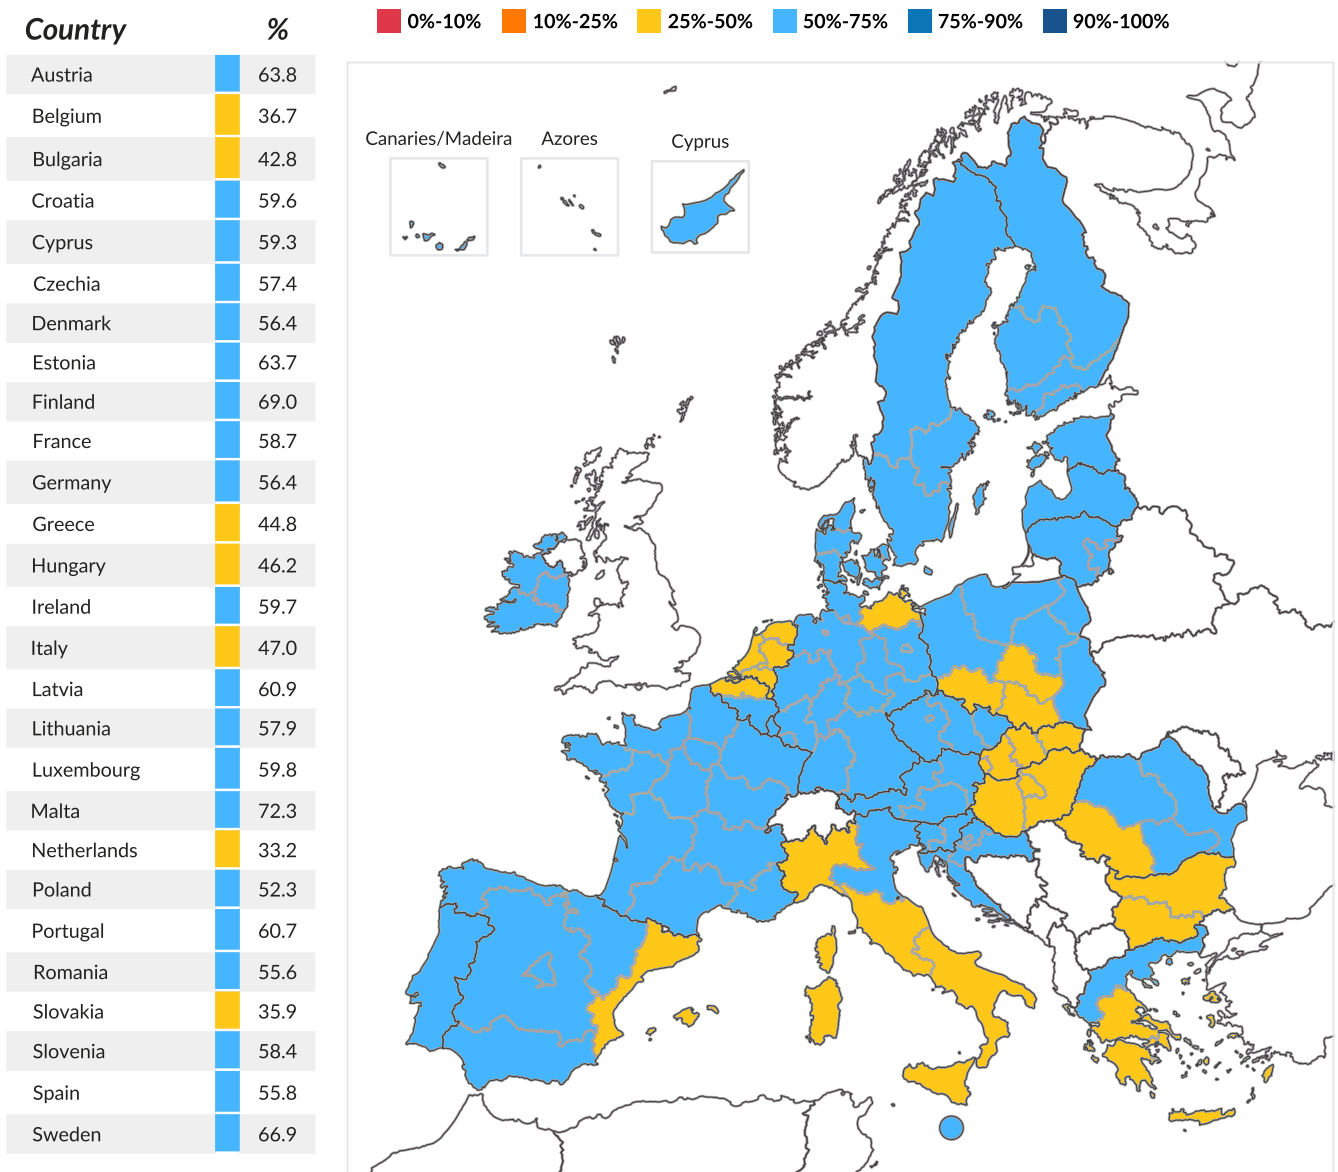 Country %
0%-10% 10%-25% 25%-50% 50%-75% 75%-90% 90%-100%
Austria 63.8
Belgium 36.7
Bulgaria 42.8
Croatia 59.6
Cyprus 59.3
Czechia 57.4
Denmark 56.4
Estonia 63.7
Finland 69.0
France 58.7
Germany 56.4
Greece 44.8
Hungary 46.2
Ireland 59.7
Italy 47.0
Latvia 60.9
Lithuania 57.9
Luxembourg 59.8
Malta 72.3
Netherlands 33.2
Poland 52.3
Portugal 60.7
Romania 55.6
Slovakia 35.9
Slovenia 58.4
Spain 55.8
Sweden 66.9
Canaries/Madeira Azores Cyprus